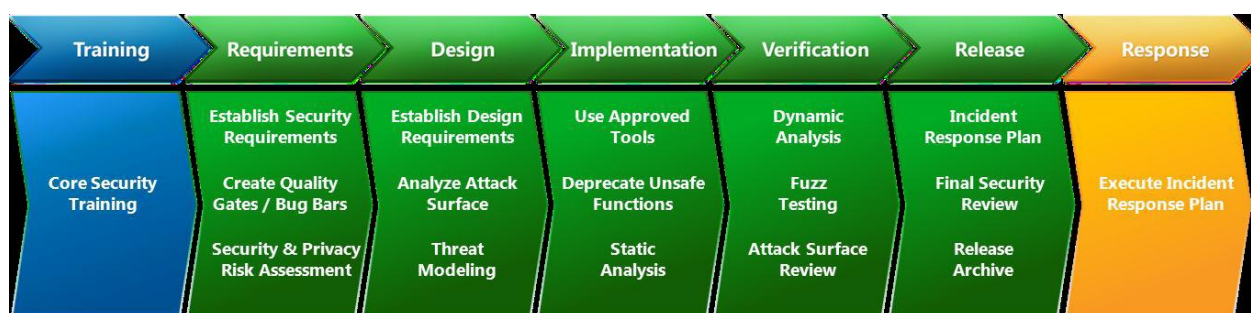 Training
Requirements
Design
Implementation
Verification
Release
Response
Core Security
Training
Establish Security
Requirements
Create Quality
Gates / Bug Bars
Security & Privacy
Risk Assessment
Establish Design
Requirements
Analyze Attack
Surface
Threat
Modeling
Use Approved
Tools
Deprecate Unsafe
Functions
Static
Analysis
Dynamic
Analysis
Fuzz
Testing
Attack Surface
Review
Incident
Response Plan
Final Security
Review
Release
Archive
Execute Incident
Response Plan